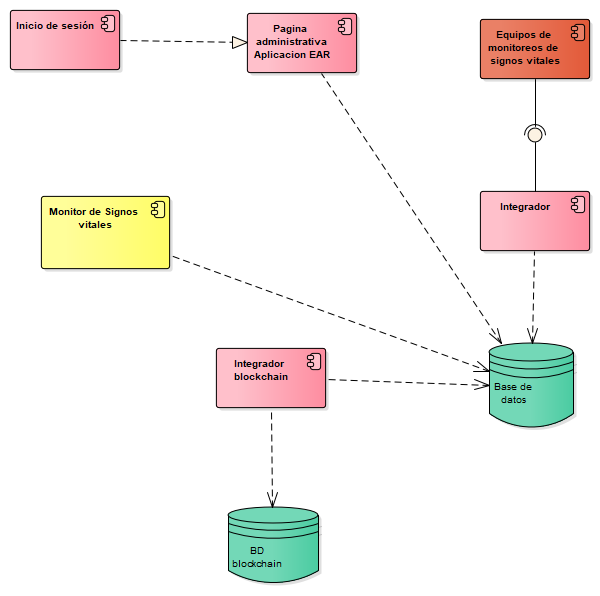 Inicio de sesión
Pagina
administrativa
Aplicacion EAR
Equipos de
monitoreos de
signos vitales
Monitor de Signos
vitales
Integrador
Integrador
blockchain
Base de
datos
BD
blockchain